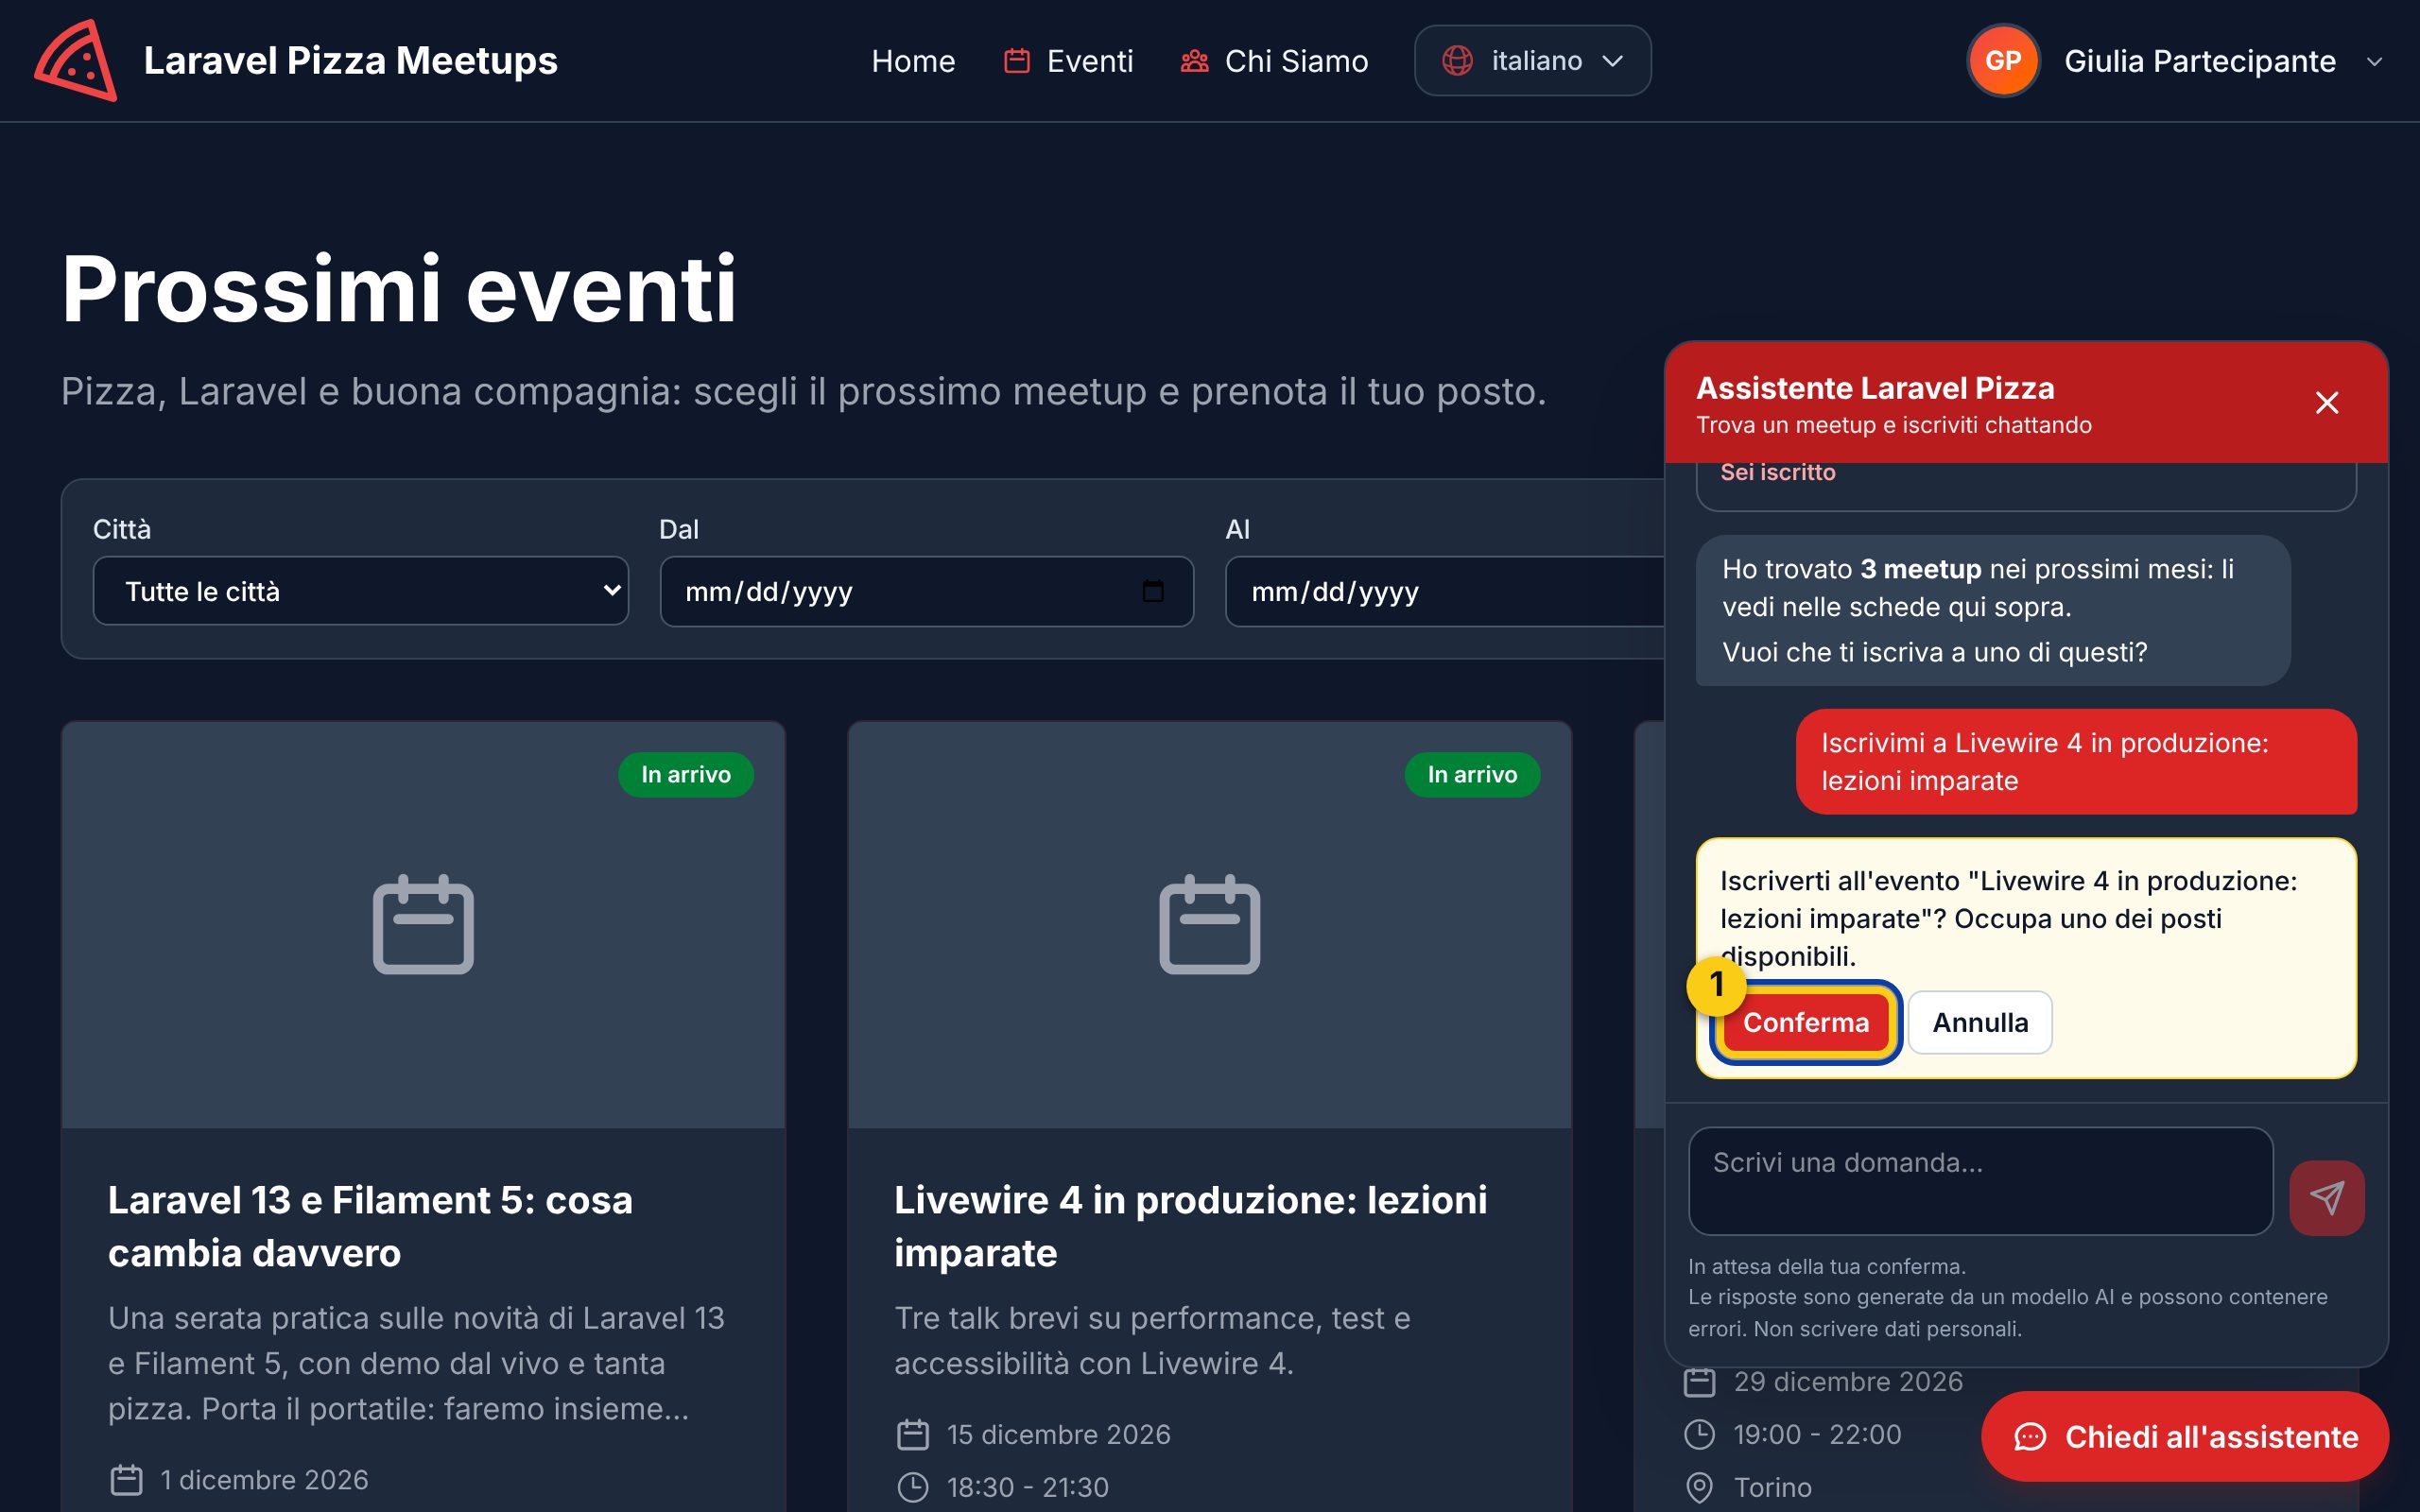 Laravel Pizza Meetups
Home
Eventi
Chi Siamo
italiano
GP
Giulia Partecipante
Prossimi eventi
Pizza, Laravel e buona compagnia: scegli il prossimo meetup e prenota il tuo posto.
Città
Tutte le città
Dal
mm/dd/yyyy
Al
mm/dd/yyyy
In arrivo
Laravel 13 e Filament 5: cosa
cambia davvero
Una serata pratica sulle novità di Laravel 13
e Filament 5, con demo dal vivo e tanta
pizza. Porta il portatile: faremo insieme...
1 dicembre 2026
In arrivo
Livewire 4 in produzione: lezioni
imparate
Tre talk brevi su performance, test e
accessibilità con Livewire 4.
15 dicembre 2026
18:30 - 21:30
29 dicembre 2026
19:00 - 22:00
Torino
Assistente Laravel Pizza
Trova un meetup e iscriviti chattando
Sei iscritto
Ho trovato 3 meetup nei prossimi mesi: li
vedi nelle schede qui sopra.
Vuoi che ti iscriva a uno di questi?
Iscrivimi a Livewire 4 in produzione:
lezioni imparate
Iscriverti all'evento "Livewire 4 in produzione:
lezioni imparate"? Occupa uno dei posti
disponibili.
1
Conferma
Annulla
Scrivi una domanda...
In attesa della tua conferma.
Le risposte sono generate da un modello AI e possono contenere
errori. Non scrivere dati personali.
Chiedi all'assistente